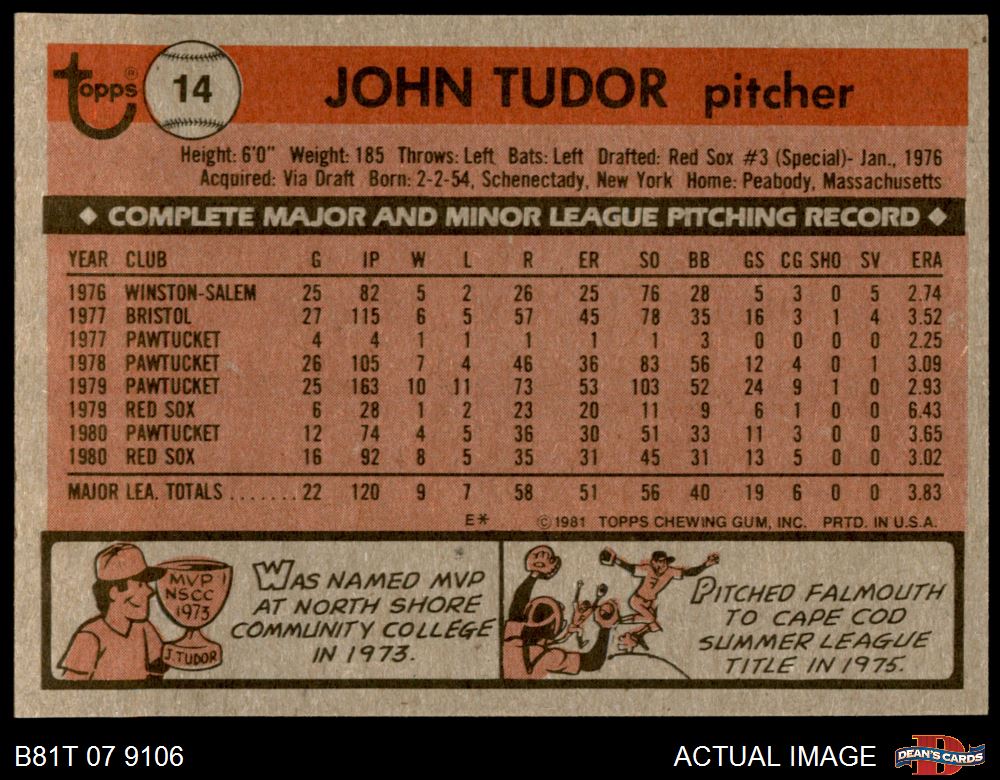 topps® 14 JOHN TUDOR pitcher
Height: 6'0" Weight: 185 Throws: Left Bats: Left Drafted: Red Sox #3 (Special)- Jan., 1976
Acquired: Via Draft Born: 2-2-54, Schenectady, New York Home: Peabody, Massachusetts
◆ COMPLETE MAJOR AND MINOR LEAGUE PITCHING RECORD ◆
YEAR CLUB G IP W L R ER SO BB GS CG SHO SV ERA
1976 WINSTON-SALEM 25 82 5 2 26 25 76 28 5 3 0 5 2.74
1977 BRISTOL 27 115 6 5 57 45 78 35 16 3 1 4 3.52
1977 PAWTUCKET 4 4 1 1 1 1 1 3 0 0 0 0 2.25
1978 PAWTUCKET 26 105 7 4 46 36 83 56 12 4 0 1 3.09
1979 PAWTUCKET 25 163 10 11 73 53 103 52 24 9 1 0 2.93
1979 RED SOX 6 28 1 2 23 20 11 9 6 1 0 0 6.43
1980 PAWTUCKET 12 74 4 5 36 30 51 33 11 3 0 0 3.65
1980 RED SOX 16 92 8 5 35 31 45 31 13 5 0 0 3.02
MAJOR LEA. TOTALS ....... 22 120 9 7 58 51 56 40 19 6 0 0 3.83
E* ©1981 TOPPS CHEWING GUM, INC. PRTD. IN U.S.A.
MVP
NSCC
1973
J. TUDOR
WAS NAMED MVP
AT NORTH SHORE
COMMUNITY COLLEGE
IN 1973.
PITCHED FALMOUTH
TO CAPE COD
SUMMER LEAGUE
TITLE IN 1975.
B81T 07 9106 ACTUAL IMAGE
D
DEAN'S CARDS